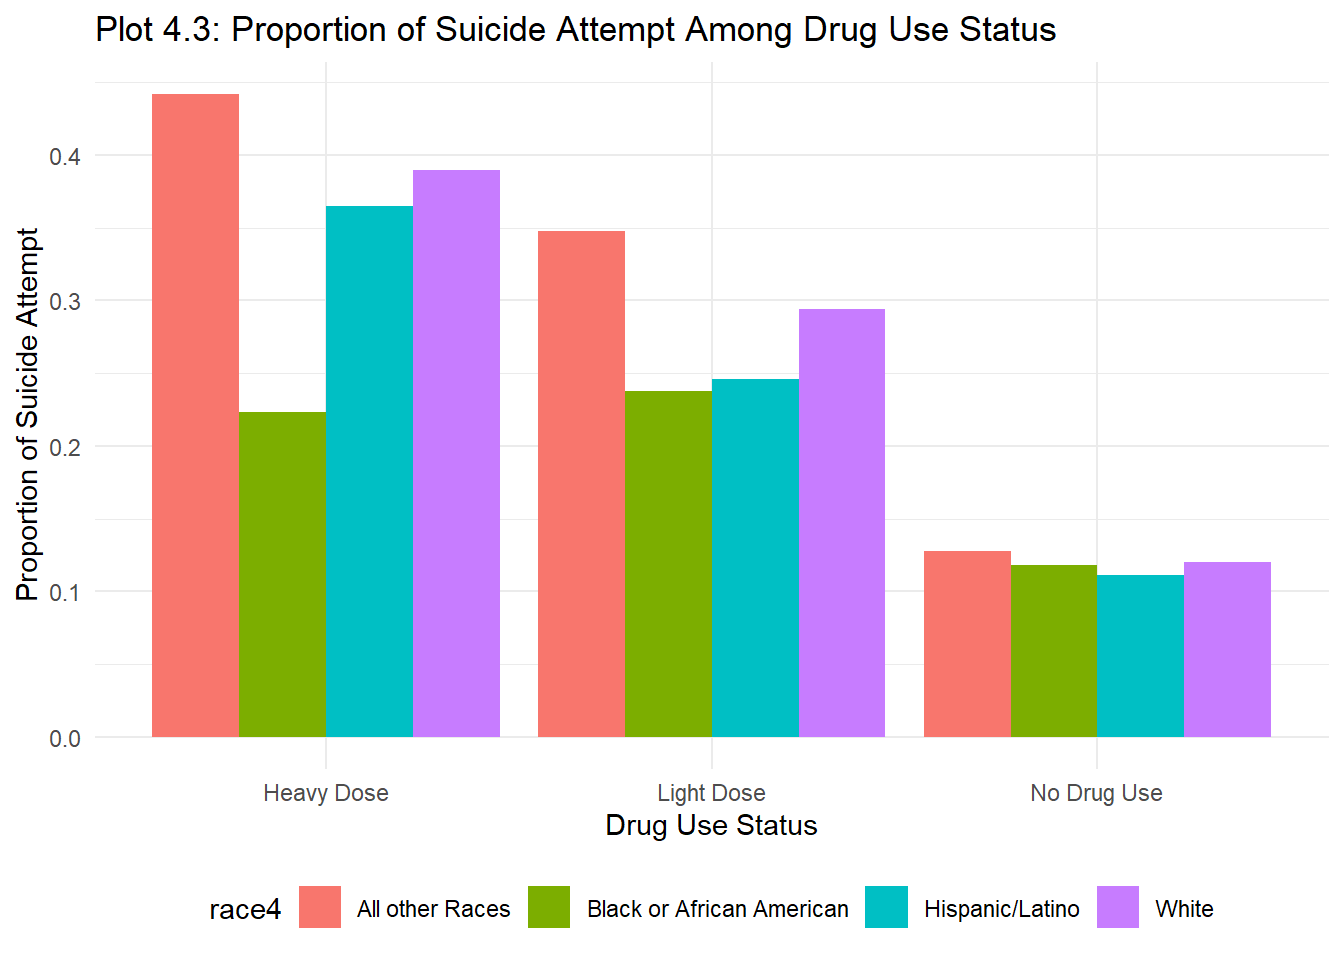 Plot 4.3: Proportion of Suicide Attempt Among Drug Use Status
Proportion of Suicide Attempt
0.4
0.3
0.2
0.1
0.0
Heavy Dose Light Dose No Drug Use
Drug Use Status
race4 All other Races Black or African American Hispanic/Latino White